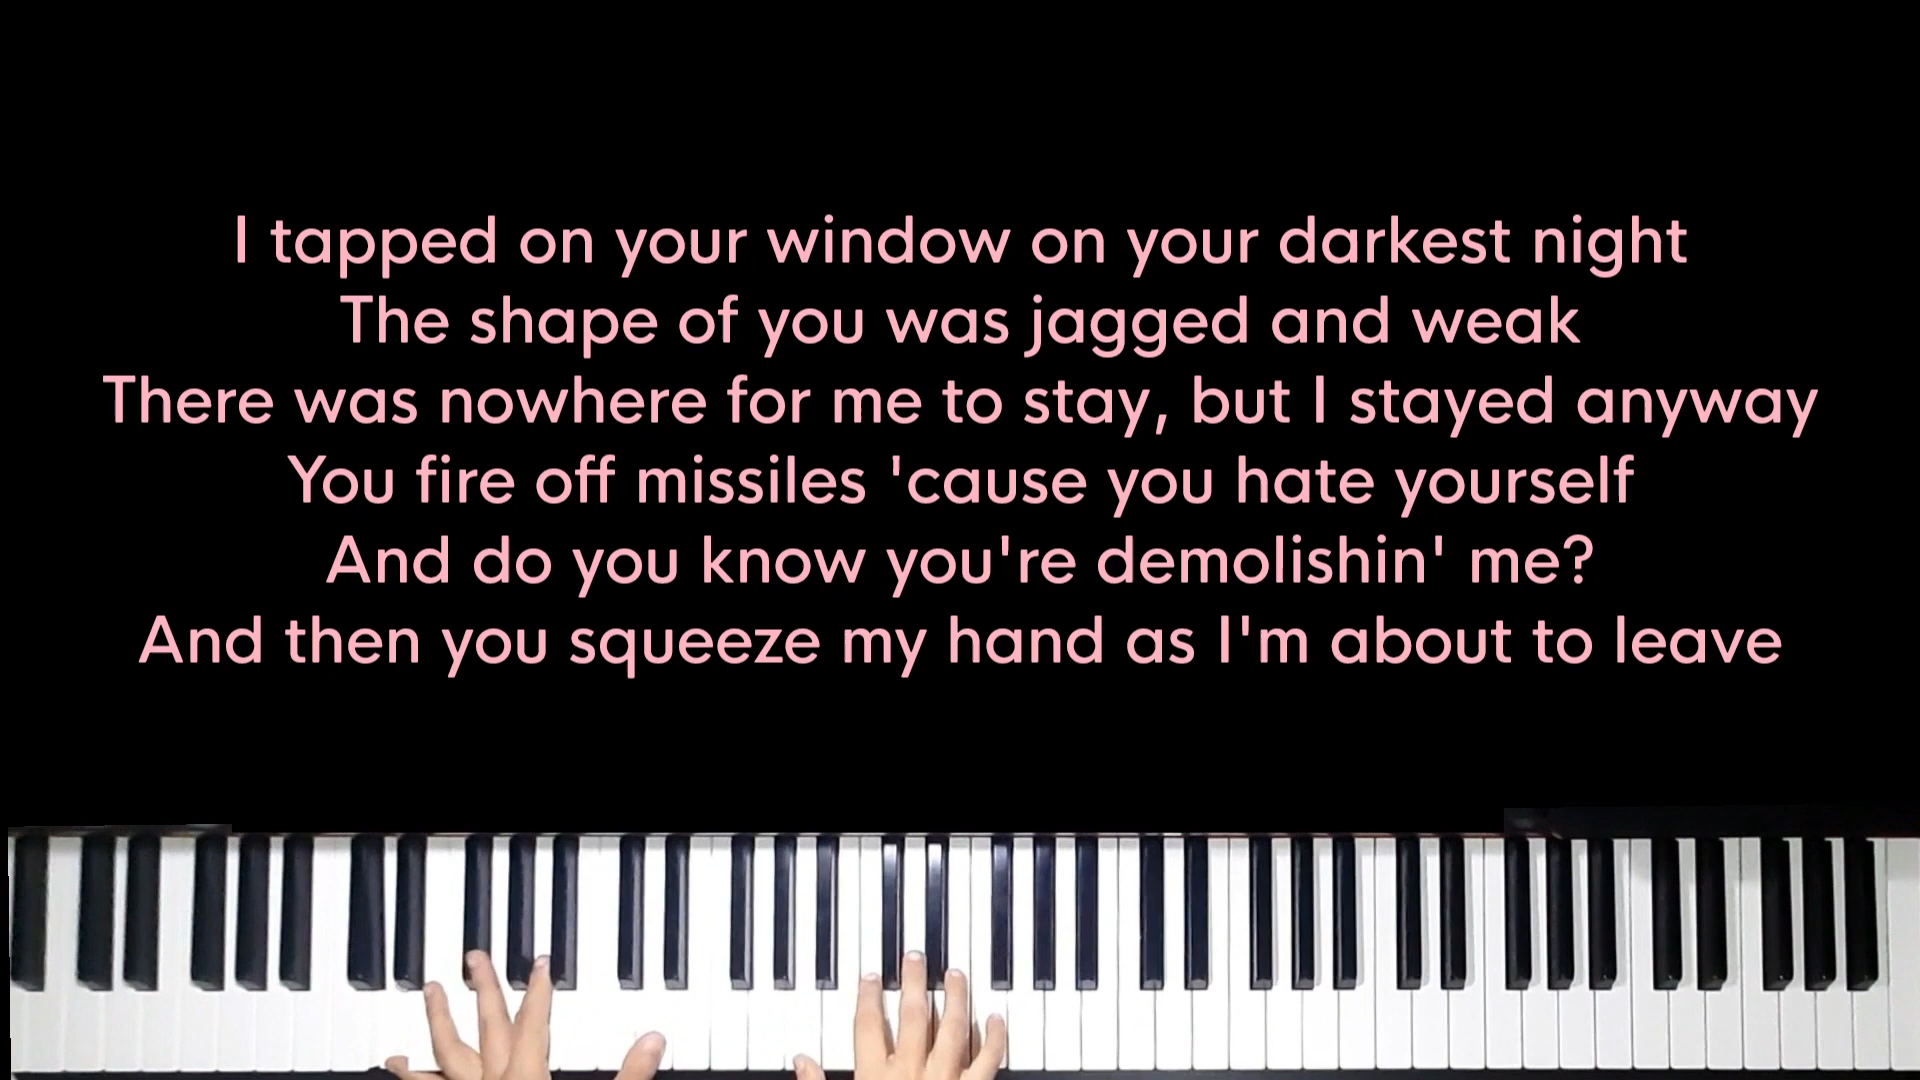 I tapped on your window on your darkest night
The shape of you was jagged and weak
There was nowhere for me to stay, but I stayed anyway
You fire off missiles 'cause you hate yourself
And do you know you're demolishin' me?
And then you squeeze my hand as I'm about to leave